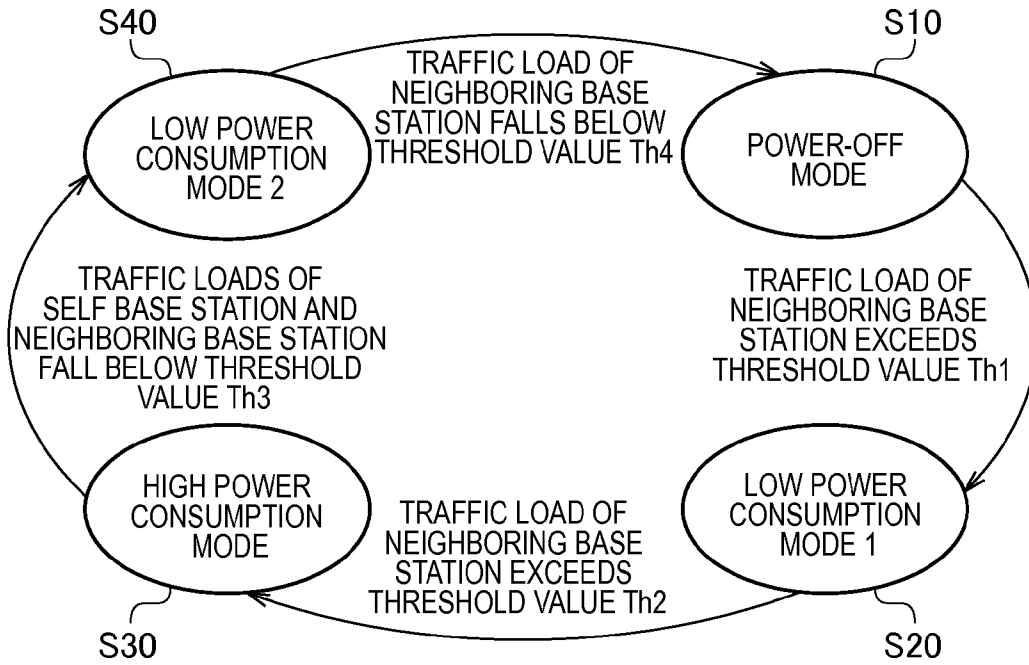 S40
S10
TRAFFIC LOAD OF
NEIGHBORING BASE
STATION FALLS BELOW
THRESHOLD VALUE Th4
LOW POWER
CONSUMPTION
MODE 2
POWER-OFF
MODE
TRAFFIC LOADS OF
SELF BASE STATION AND
NEIGHBORING BASE STATION
FALL BELOW THRESHOLD
VALUE Th3
TRAFFIC LOAD OF
NEIGHBORING BASE
STATION EXCEEDS
THRESHOLD VALUE Th1
HIGH POWER
CONSUMPTION
MODE
TRAFFIC LOAD OF
NEIGHBORING BASE
STATION EXCEEDS
THRESHOLD VALUE Th2
LOW POWER
CONSUMPTION
MODE 1
S30
S20